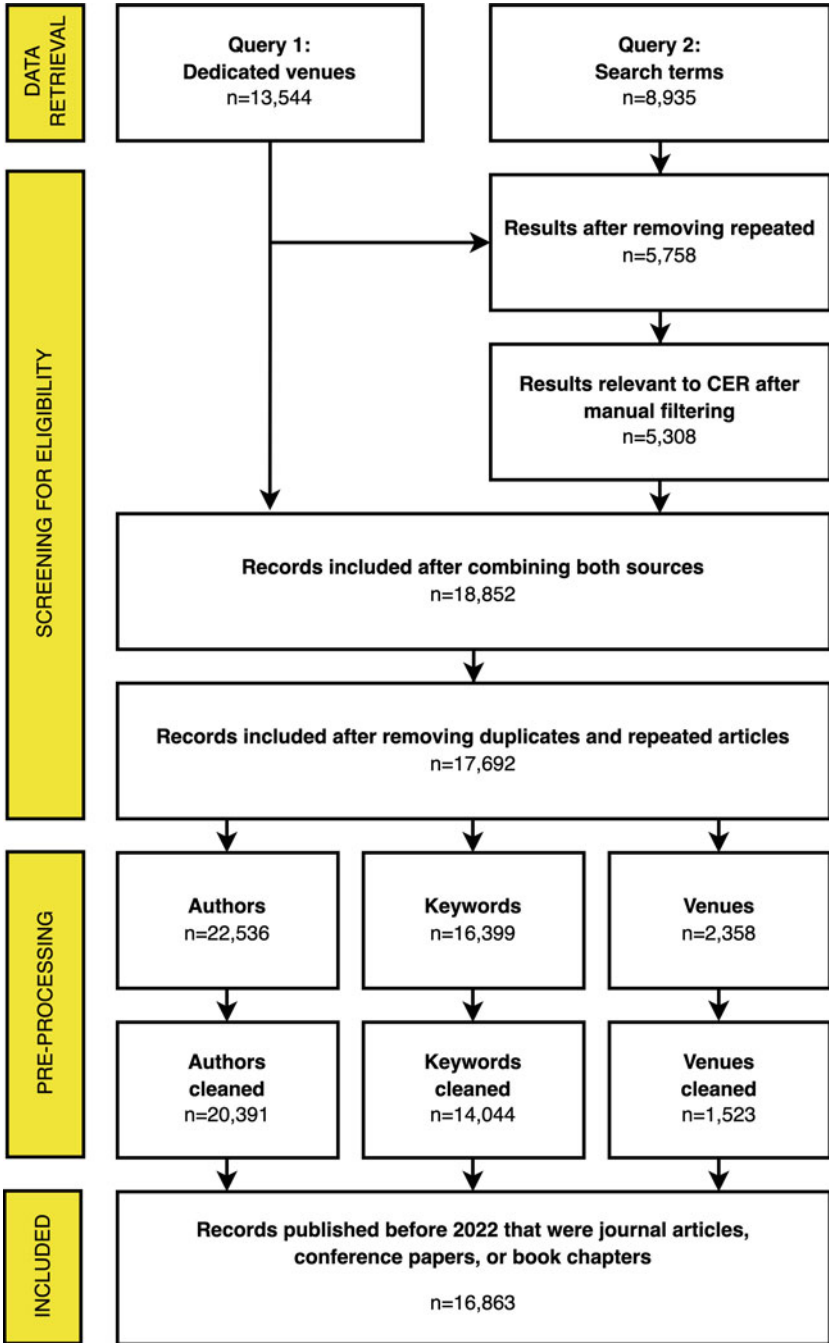 DATA
RETRIEVAL
Query 1:
Dedicated venues
n=13,544
Query 2:
Search terms
n=8,935
SCREENING FOR ELIGIBILITY
Results after removing repeated
n=5,758
Results relevant to CER after
manual filtering
n=5,308
Records included after combining both sources
n=18,852
Records included after removing duplicates and repeated articles
n=17,692
PRE-PROCESSING
Authors
n=22,536
Keywords
n=16,399
Venues
n=2,358
Authors
cleaned
n=20,391
Keywords
cleaned
n=14,044
Venues
cleaned
n=1,523
INCLUDED
Records published before 2022 that were journal articles,
conference papers, or book chapters
n=16,863